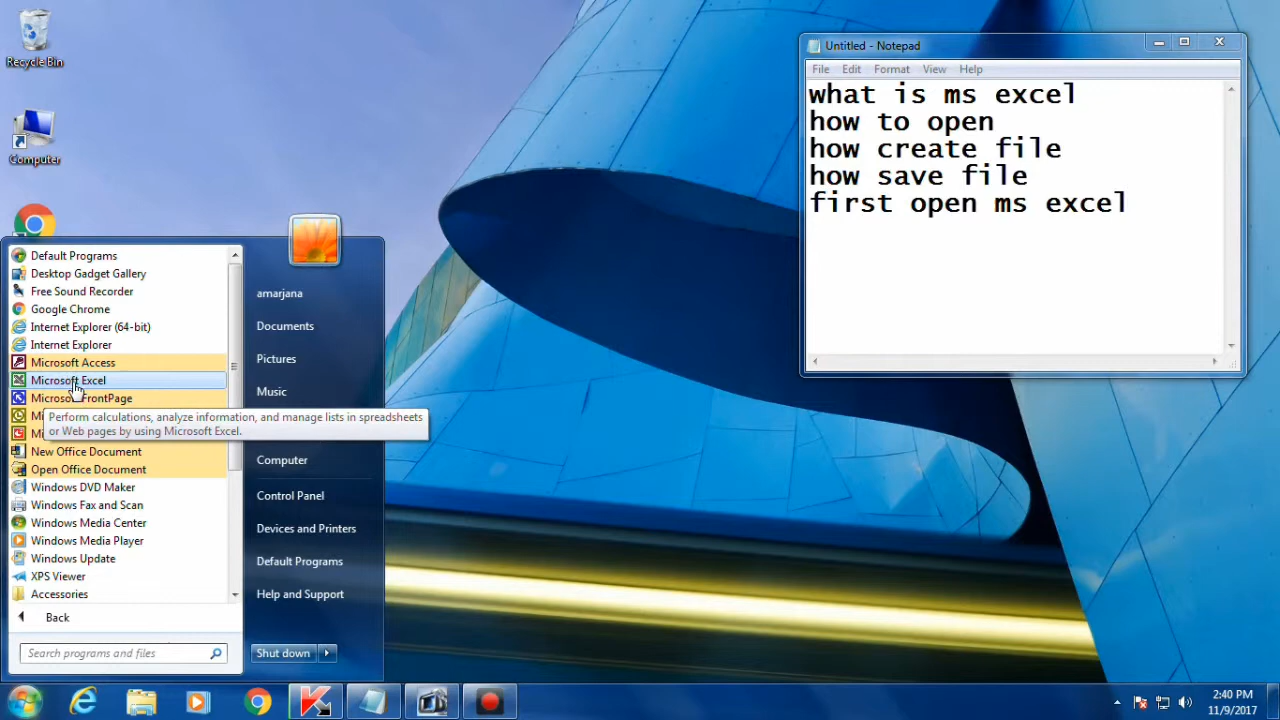 Recycle Bin
Computer
Untitled - Notepad
File Edit Format View Help
what is ms excel
how to open
how create file
how save file
first open ms excel
Default Programs
Desktop Gadget Gallery
Free Sound Recorder
Google Chrome
Internet Explorer (64-bit)
Internet Explorer
Microsoft Access
Microsoft Excel
Microsoft FrontPage
Perform calculations, analyze information, and manage lists in spreadsheets
or Web pages by using Microsoft Excel.
New Office Document
Open Office Document
Windows DVD Maker
Windows Fax and Scan
Windows Media Center
Windows Media Player
Windows Update
XPS Viewer
Accessories
Back
Search programs and files
amarjana
Documents
Pictures
Music
Computer
Control Panel
Devices and Printers
Default Programs
Help and Support
Shut down
2:40 PM
11/9/2017